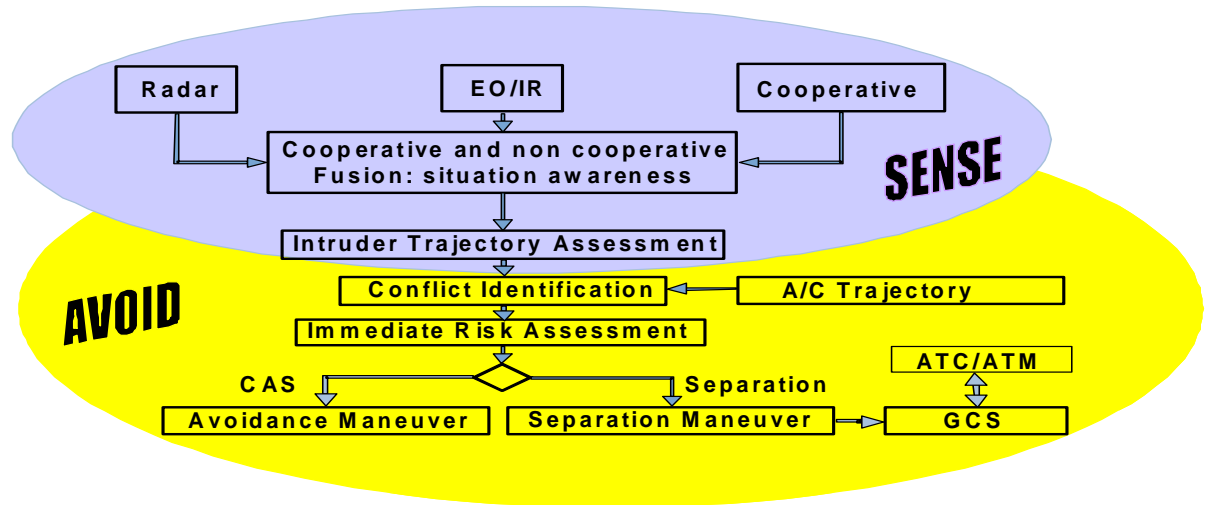 Radar
EO/IR
Cooperative
Cooperative and non cooperative
Fusion: situation awareness
SENSE
Intruder Trajectory Assessment
Conflict Identification
A/C Trajectory
AVOID
Immediate Risk Assessment
ATC/ATM
CAS
Separation
Avoidance Maneuver
Separation Maneuver
GCS